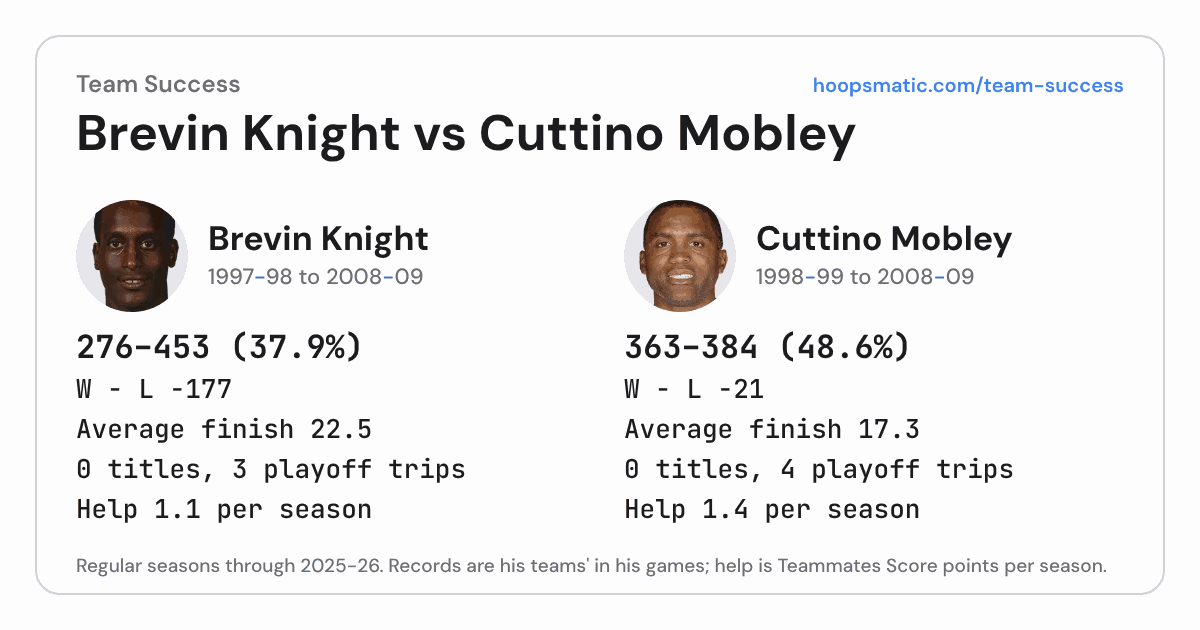 Team Success
hoopsmatic.com/team-success
Brevin Knight vs Cuttino Mobley
Brevin Knight
1997–98 to 2008–09
276–453 (37.9%)
W - L -177
Average finish 22.5
0 titles, 3 playoff trips
Help 1.1 per season
Cuttino Mobley
1998–99 to 2008–09
363–384 (48.6%)
W - L -21
Average finish 17.3
0 titles, 4 playoff trips
Help 1.4 per season
Regular seasons through 2025–26. Records are his teams' in his games; help is Teammates Score points per season.